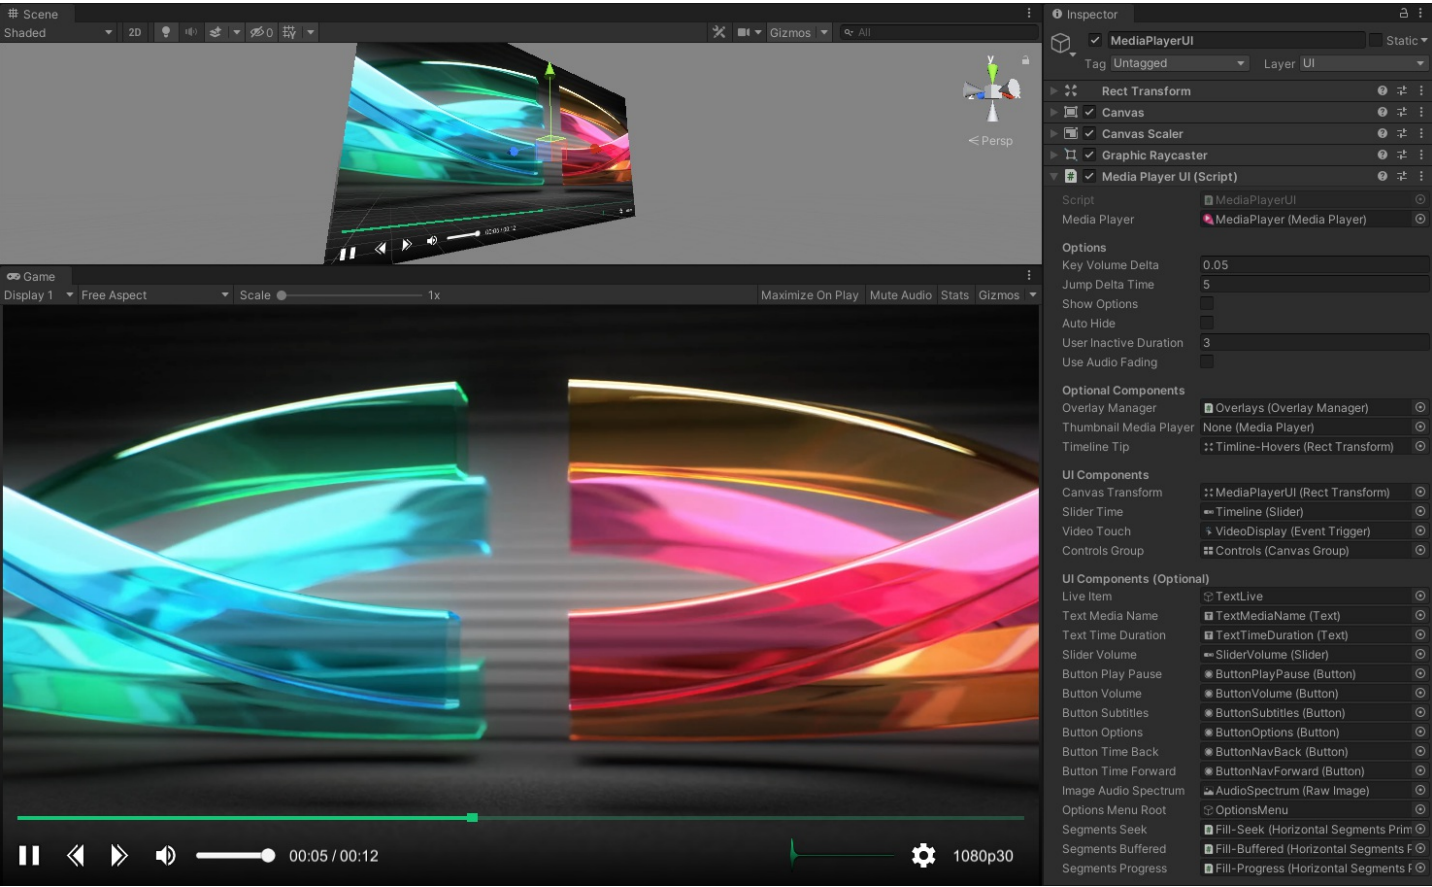 Scene
Shaded
2D
0
Gizmos
All
y
Persp
00:05 / 00:12
Game
Display 1
Free Aspect
Scale
1x
Maximize On Play
Mute Audio
Stats
Gizmos
00:05 / 00:12
1080p30
Inspector
MediaPlayerUI
Static
Tag Untagged
Layer UI
Rect Transform
Canvas
Canvas Scaler
Graphic Raycaster
# Media Player UI (Script)
Script MediaPlayerUI
Media Player MediaPlayer (Media Player)
Options
Key Volume Delta 0.05
Jump Delta Time 5
Show Options
Auto Hide
User Inactive Duration 3
Use Audio Fading
Optional Components
Overlay Manager Overlays (Overlay Manager)
Thumbnail Media Player None (Media Player)
Timeline Tip Timline-Hovers (Rect Transform)
UI Components
Canvas Transform MediaPlayerUI (Rect Transform)
Slider Time Timeline (Slider)
Video Touch VideoDisplay (Event Trigger)
Controls Group Controls (Canvas Group)
UI Components (Optional)
Live Item TextLive
Text Media Name TextMediaName (Text)
Text Time Duration TextTimeDuration (Text)
Slider Volume SliderVolume (Slider)
Button Play Pause ButtonPlayPause (Button)
Button Volume ButtonVolume (Button)
Button Subtitles ButtonSubtitles (Button)
Button Options ButtonOptions (Button)
Button Time Back ButtonNavBack (Button)
Button Time Forward ButtonNavForward (Button)
Image Audio Spectrum AudioSpectrum (Raw Image)
Options Menu Root OptionsMenu
Segments Seek Fill-Seek (Horizontal Segments Prim
Segments Buffered Fill-Buffered (Horizontal Segments P
Segments Progress Fill-Progress (Horizontal Segments P